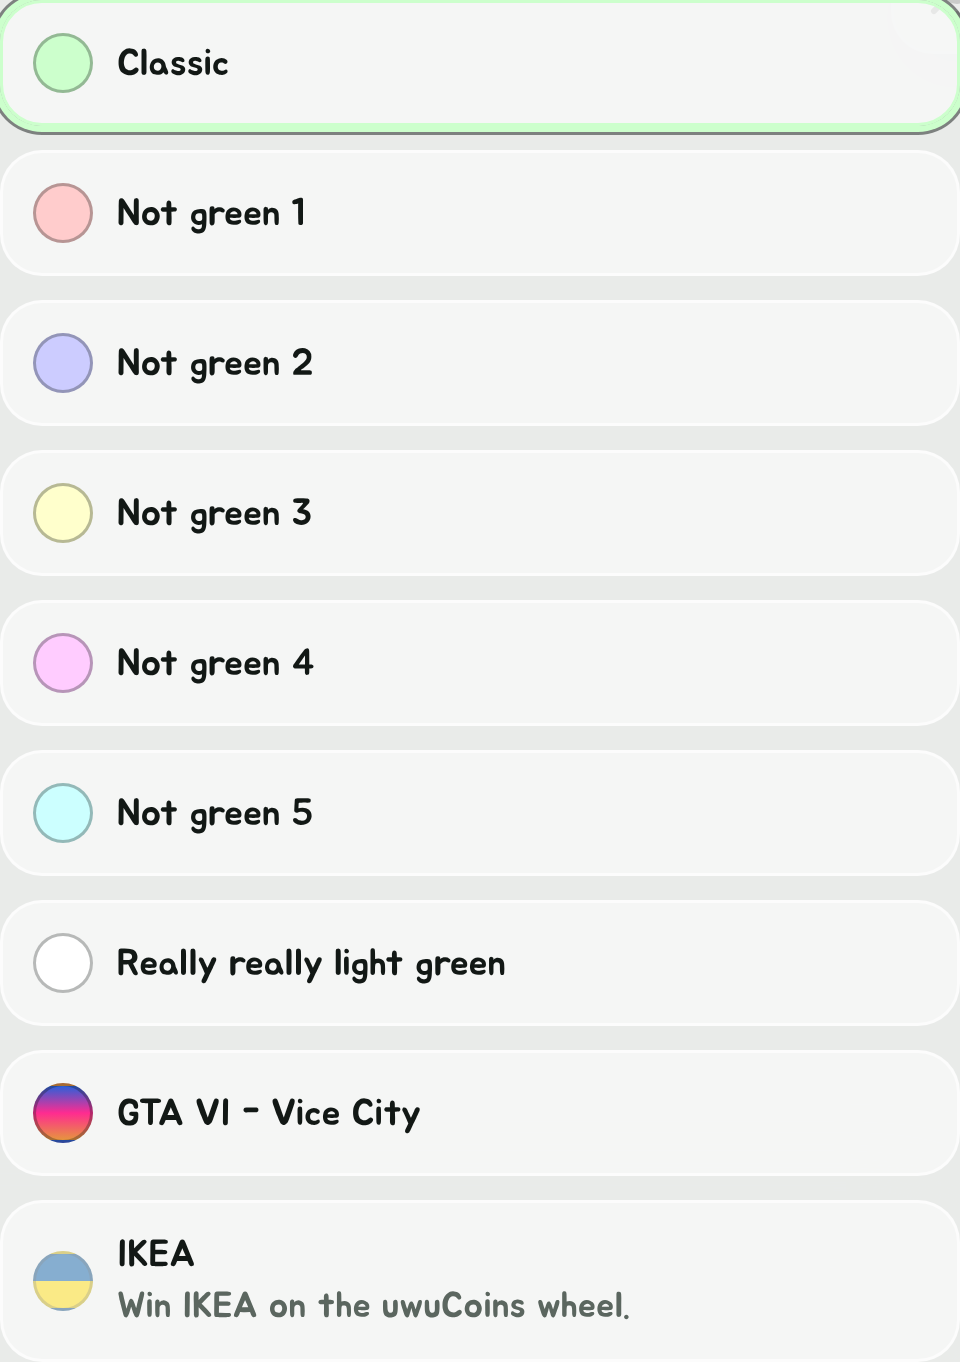 Classic
Not green 1
Not green 2
Not green 3
Not green 4
Not green 5
Really really light green
GTA VI - Vice City
IKEA
Win IKEA on the uwuCoins wheel.